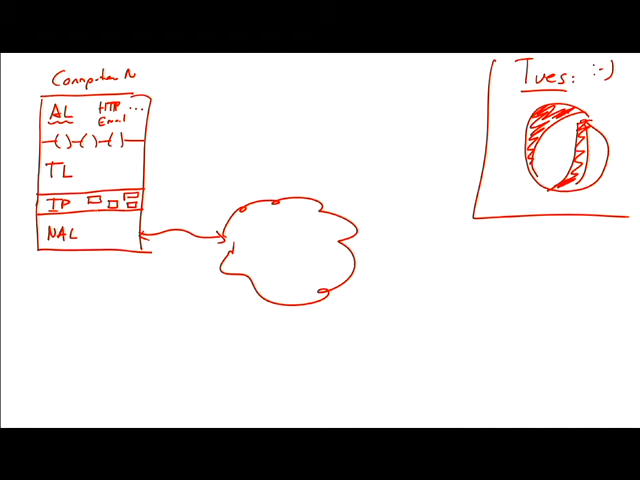 Computer N
AL HTTP ...
Email
TL
IP
NAL
Tues: :-)